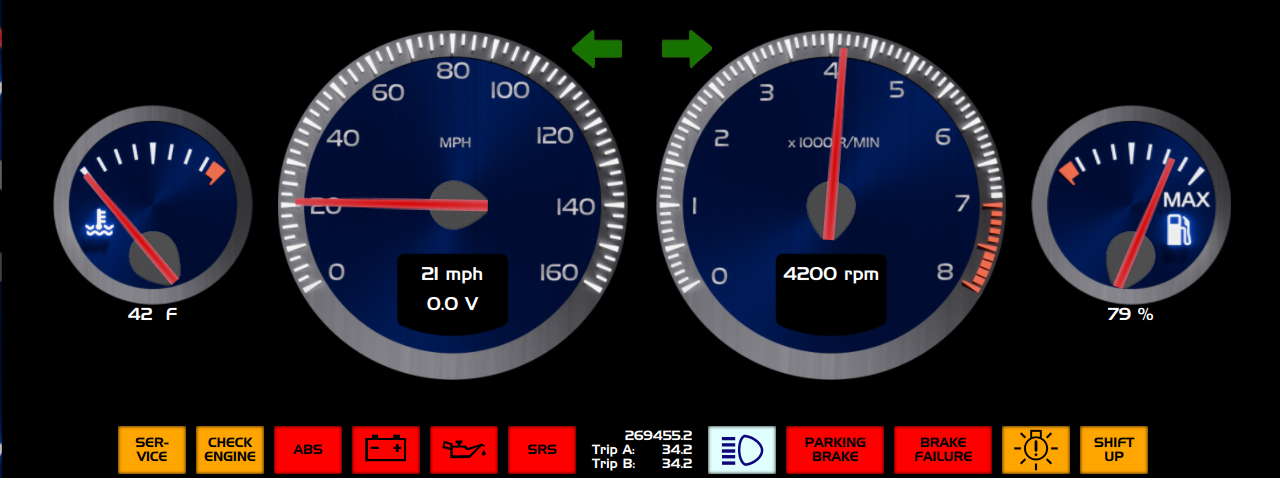 80
60
100
40
120
MPH
20
140
0
160
21 mph
0.0 V
4
3
5
2
6
x 1000 R/MIN
1
7
0
8
4200 rpm
42 F
MAX
79 %
SER-
VICE
CHECK
ENGINE
ABS
SRS
269455.2
Trip A: 34.2
Trip B: 34.2
PARKING
BRAKE
BRAKE
FAILURE
SHIFT
UP